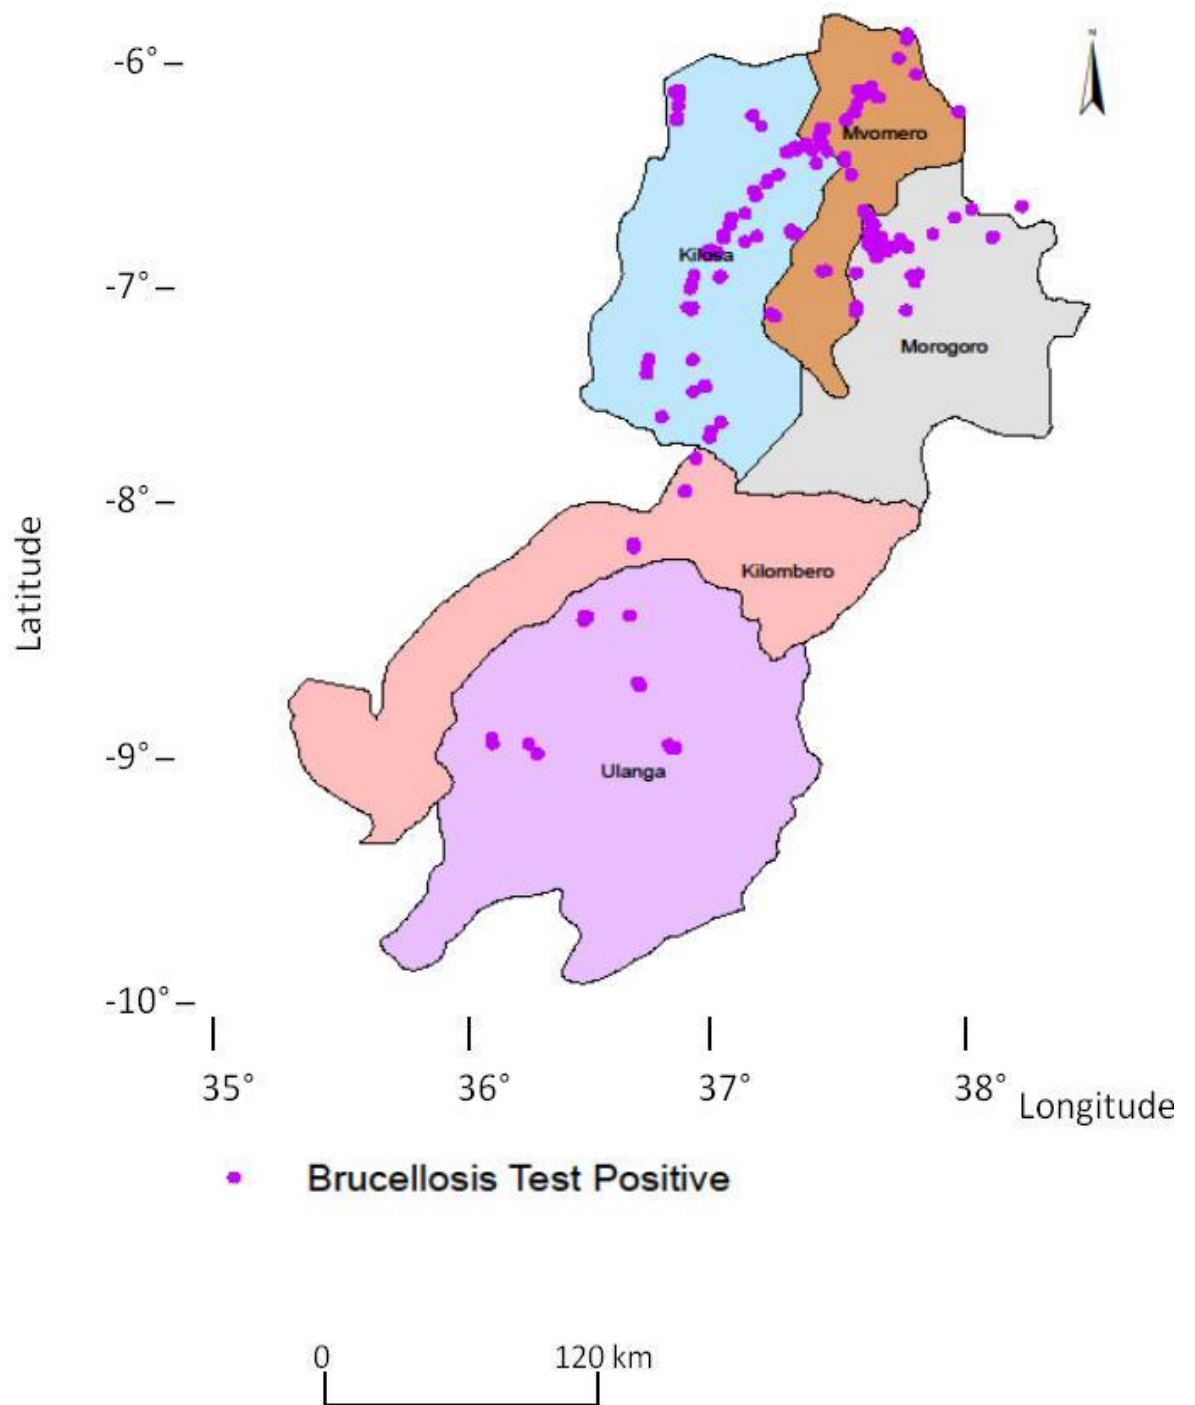 N
-6°
Mvomero
Kilosa
-7°
Morogoro
-8°
Kilombero
Latitude
-9°
Ulanga
-10°
35° 36° 37° 38° Longitude
Brucellosis Test Positive
0 120 km